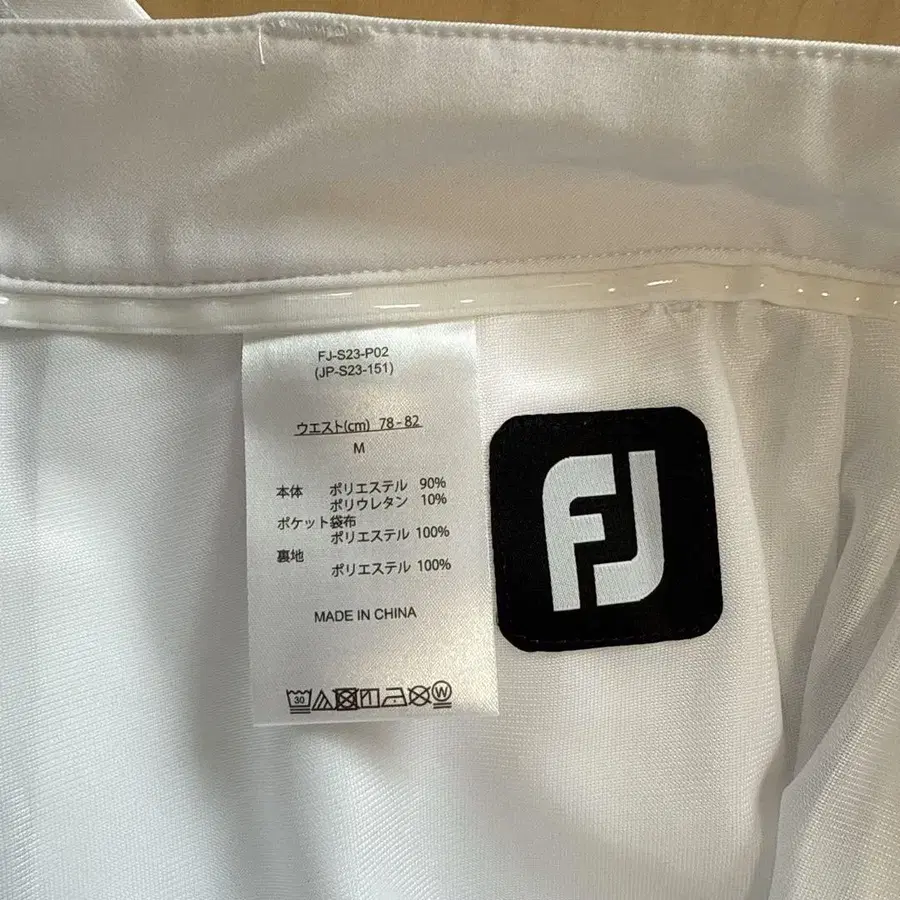 FJ-S23-P02
(JP-S23-151)
ウエスト(cm) 78-82
M
本体 ポリエステル 90%
ポリウレタン 10%
ポケット袋布
ポリエステル 100%
裏地
ポリエステル 100%
MADE IN CHINA
30
W
FJ